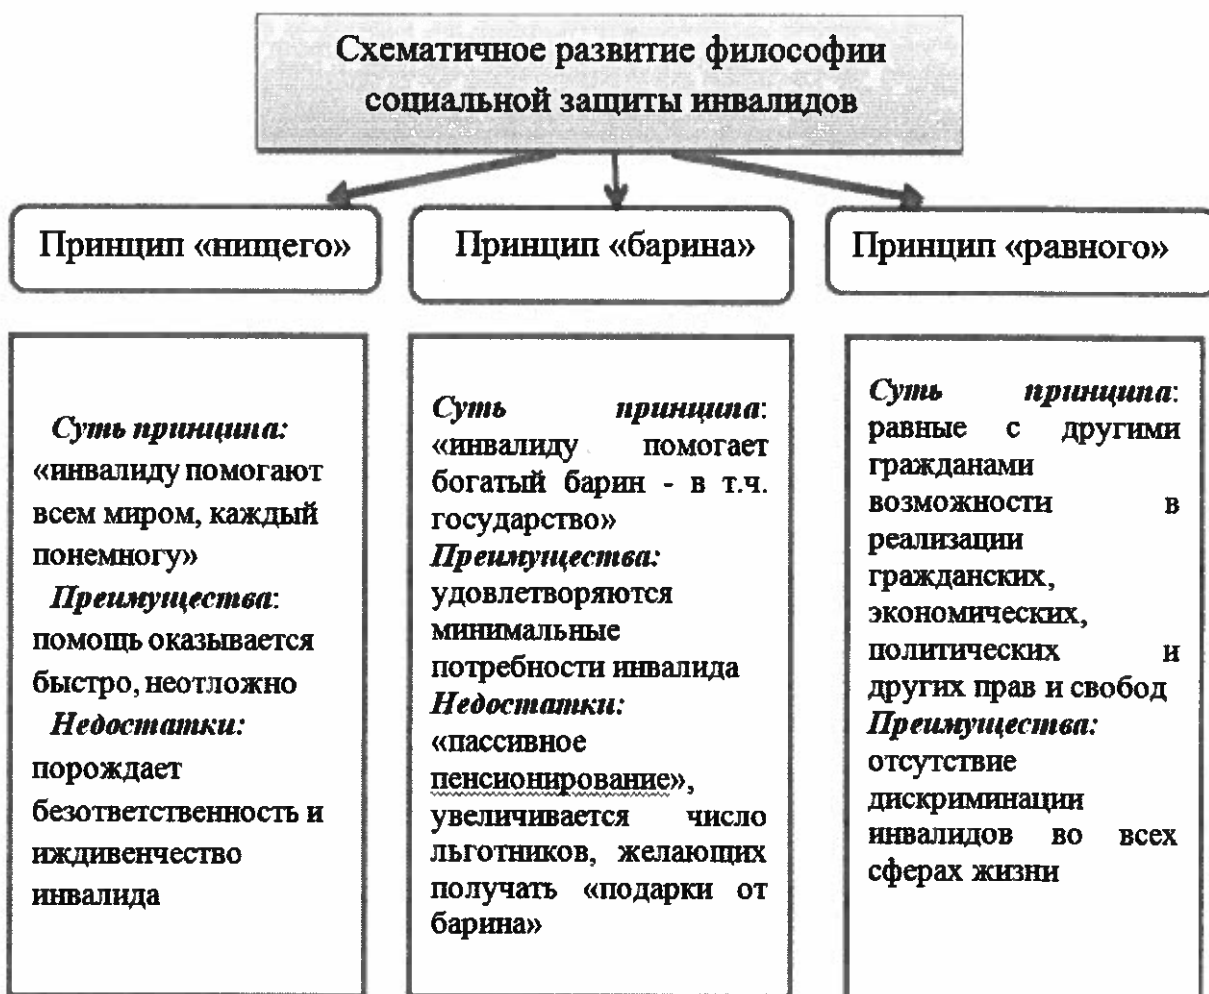 Схематичное развитие философии
социальной защиты инвалидов
Принцип «нищего»
Принцип «барина»
Принцип «равного»
Суть принципа:
«инвалиду помогают
всем миром, каждый
понемногу»
Преимущества:
помощь оказывается
быстро, неотложно
Недостатки:
порождает
безответственность и
иждивенчество
инвалида
Суть принципа:
«инвалиду помогает
богатый барин - в т.ч.
государство»
Преимущества:
удовлетворяются
минимальные
потребности инвалида
Недостатки:
«пассивное
пенсионирование»,
увеличивается число
льготников, желающих
получать «подарки от
барина»
Суть принципа:
равные с другими
гражданами
возможности в
реализации
гражданских,
экономических,
политических и
других прав и свобод
Преимущества:
отсутствие
дискриминации
инвалидов во всех
сферах жизни